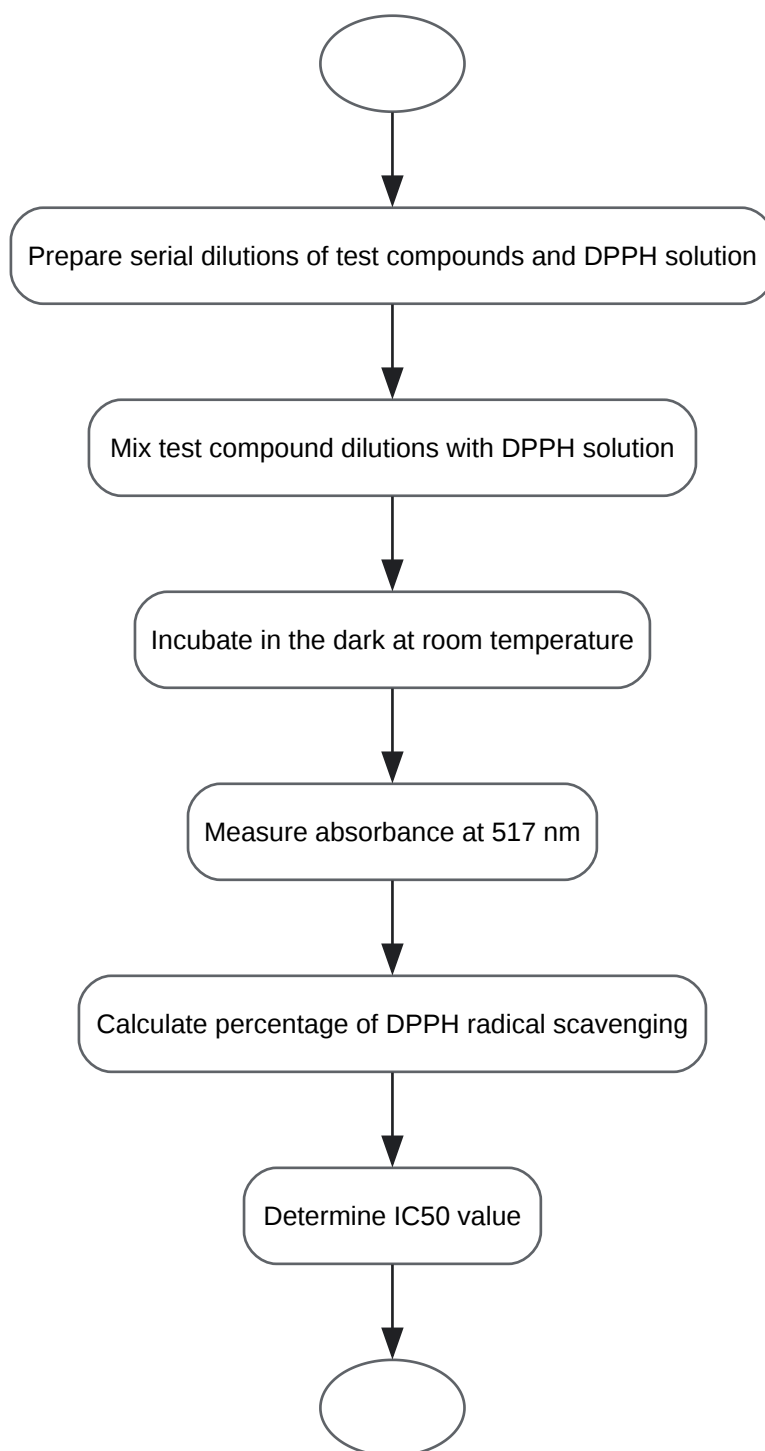 Prepare serial dilutions of test compounds and DPPH solution
Mix test compound dilutions with DPPH solution
Incubate in the dark at room temperature
Measure absorbance at 517 nm
Calculate percentage of DPPH radical scavenging
Determine IC50 value